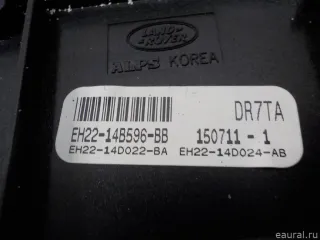 LAND
ROVER
ALPS KOREA
DR7TA
EH22-14B596-BB 150711 - 1
EH22-14D022-BA EH22-14D024-AB
eaural.ru